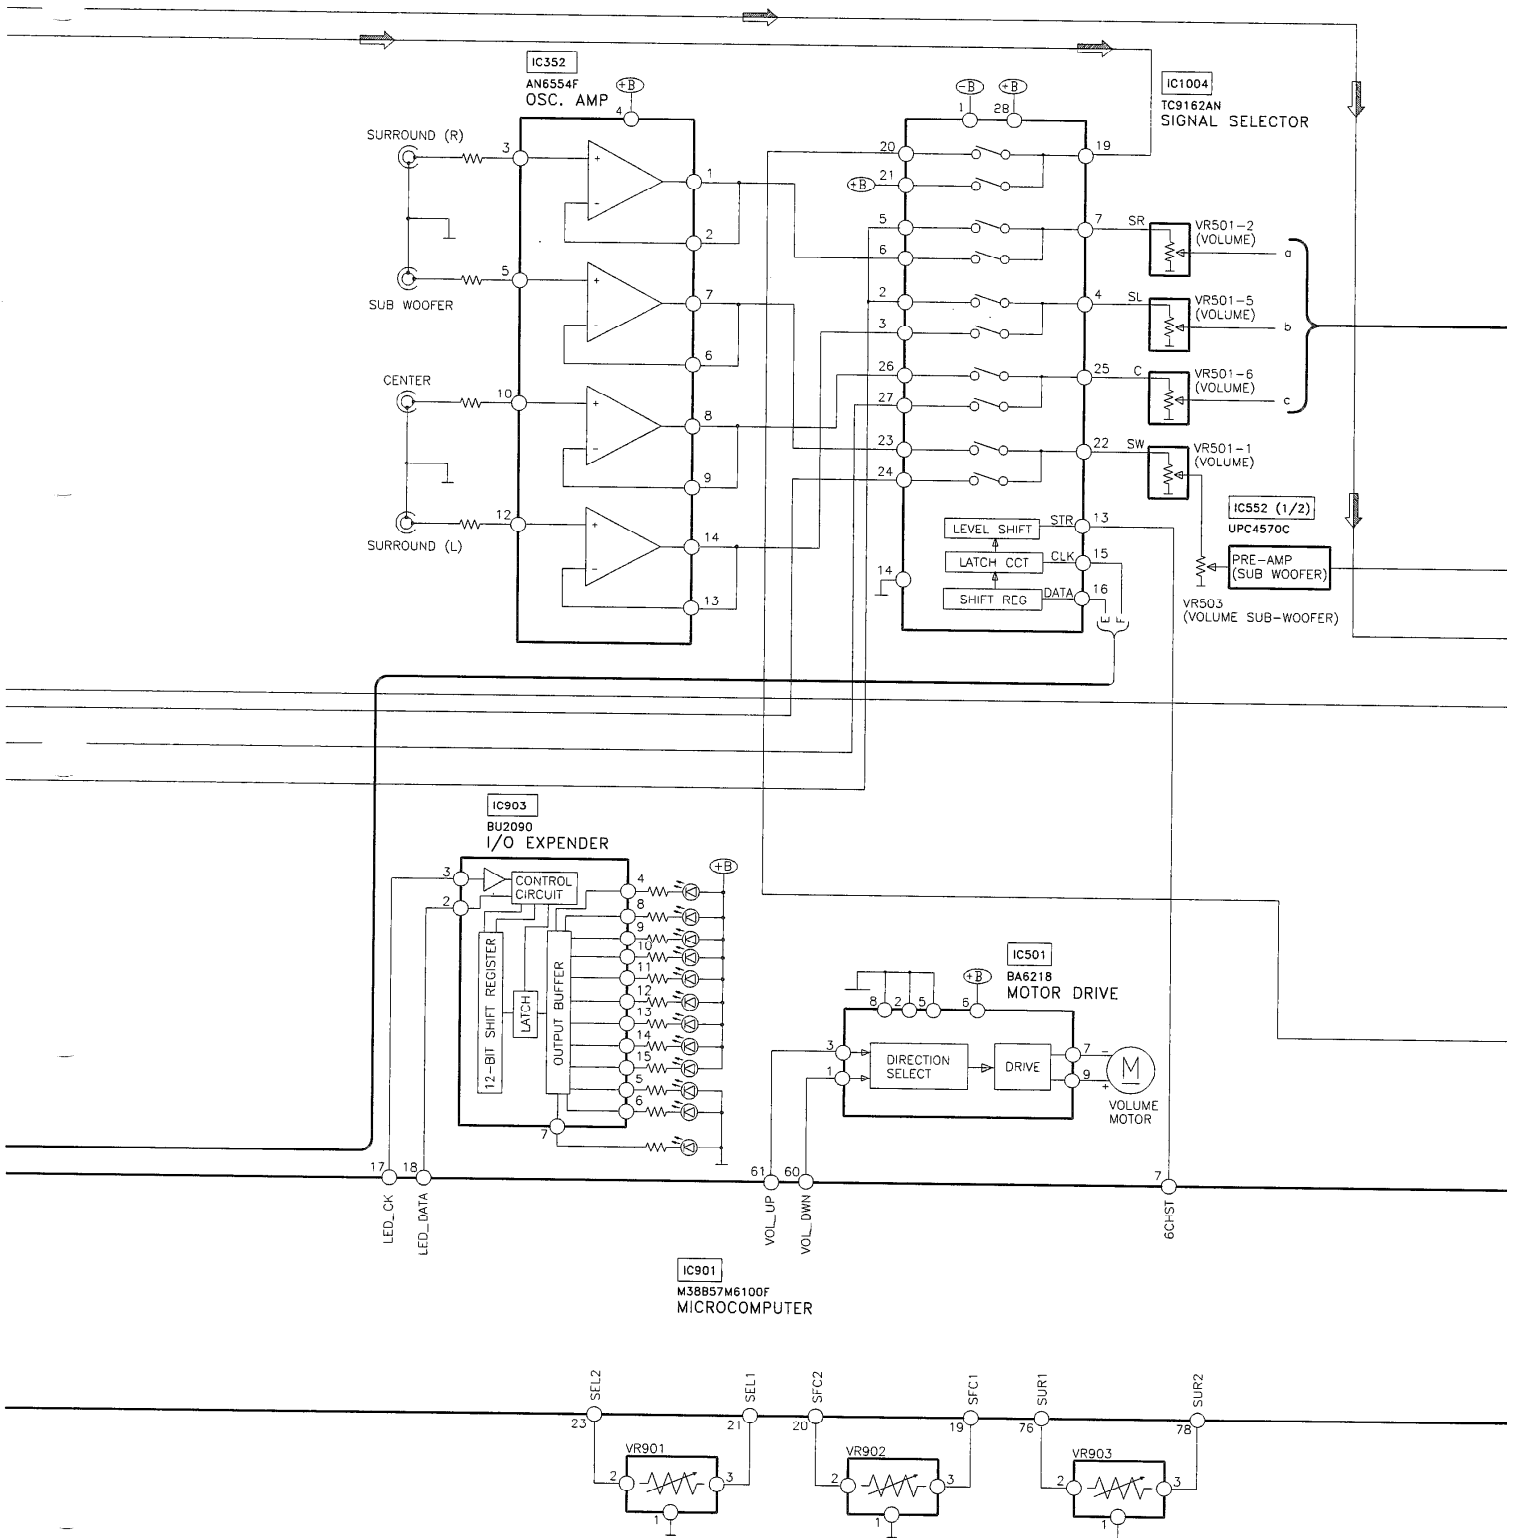 IC352
AN6554F
OSC. AMP
+B
4
SURROUND (R)
3
+
-
1
2
5
SUB WOOFER
+
-
7
6
CENTER
10
+
-
8
9
12
SURROUND (L)
+
-
14
13
IC1004
TC9162AN
SIGNAL SELECTOR
-B
+B
1
28
20
19
+B
21
5
7
SR
VR501-2
(VOLUME)
a
6
2
4
SL
VR501-5
(VOLUME)
b
3
26
25
C
VR501-6
(VOLUME)
c
27
23
22
SW
VR501-1
(VOLUME)
24
LEVEL SHIFT
STR
13
LATCH CCT
CLK
15
14
SHIFT REG
DATA
16
E
F
IC552 (1/2)
UPC4570C
PRE-AMP
(SUB WOOFER)
VR503
(VOLUME SUB-WOOFER)
IC903
BU2090
I/O EXPENDER
3
2
CONTROL
CIRCUIT
12-BIT SHIFT REGISTER
LATCH
OUTPUT BUFFER
+B
4
8
9
10
11
12
13
14
15
5
6
7
IC501
BA6218
MOTOR DRIVE
8
2
5
6
+B
3
1
DIRECTION
SELECT
DRIVE
7
-
9
+
M
VOLUME
MOTOR
17
18
61
60
7
LED_CK
LED_DATA
VOL_UP
VOL_DWN
6CHST
IC901
M38B57M6100F
MICROCOMPUTER
SEL2
SEL1
SFC2
SFC1
SUR1
SUR2
23
21
20
19
76
78
VR901
2
3
1
VR902
2
3
1
VR903
2
3
1